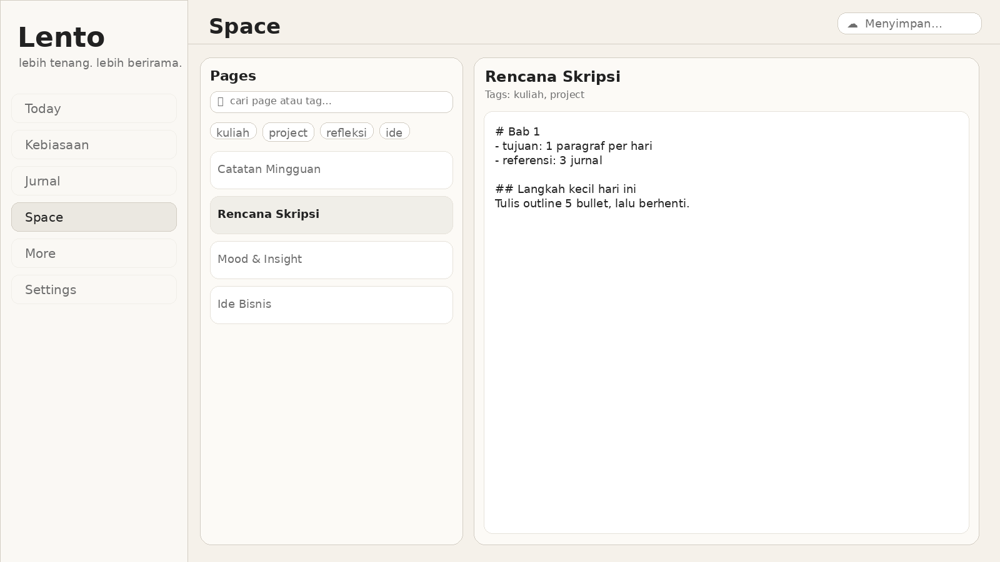 Lento
lebih tenang. lebih berirama.
Today
Kebiasaan
Jurnal
Space
More
Settings
Space
☁ Menyimpan…
Pages
cari page atau tag…
kuliah project refleksi ide
Catatan Mingguan
Rencana Skripsi
Mood & Insight
Ide Bisnis
Rencana Skripsi
Tags: kuliah, project
# Bab 1
- tujuan: 1 paragraf per hari
- referensi: 3 jurnal
## Langkah kecil hari ini
Tulis outline 5 bullet, lalu berhenti.